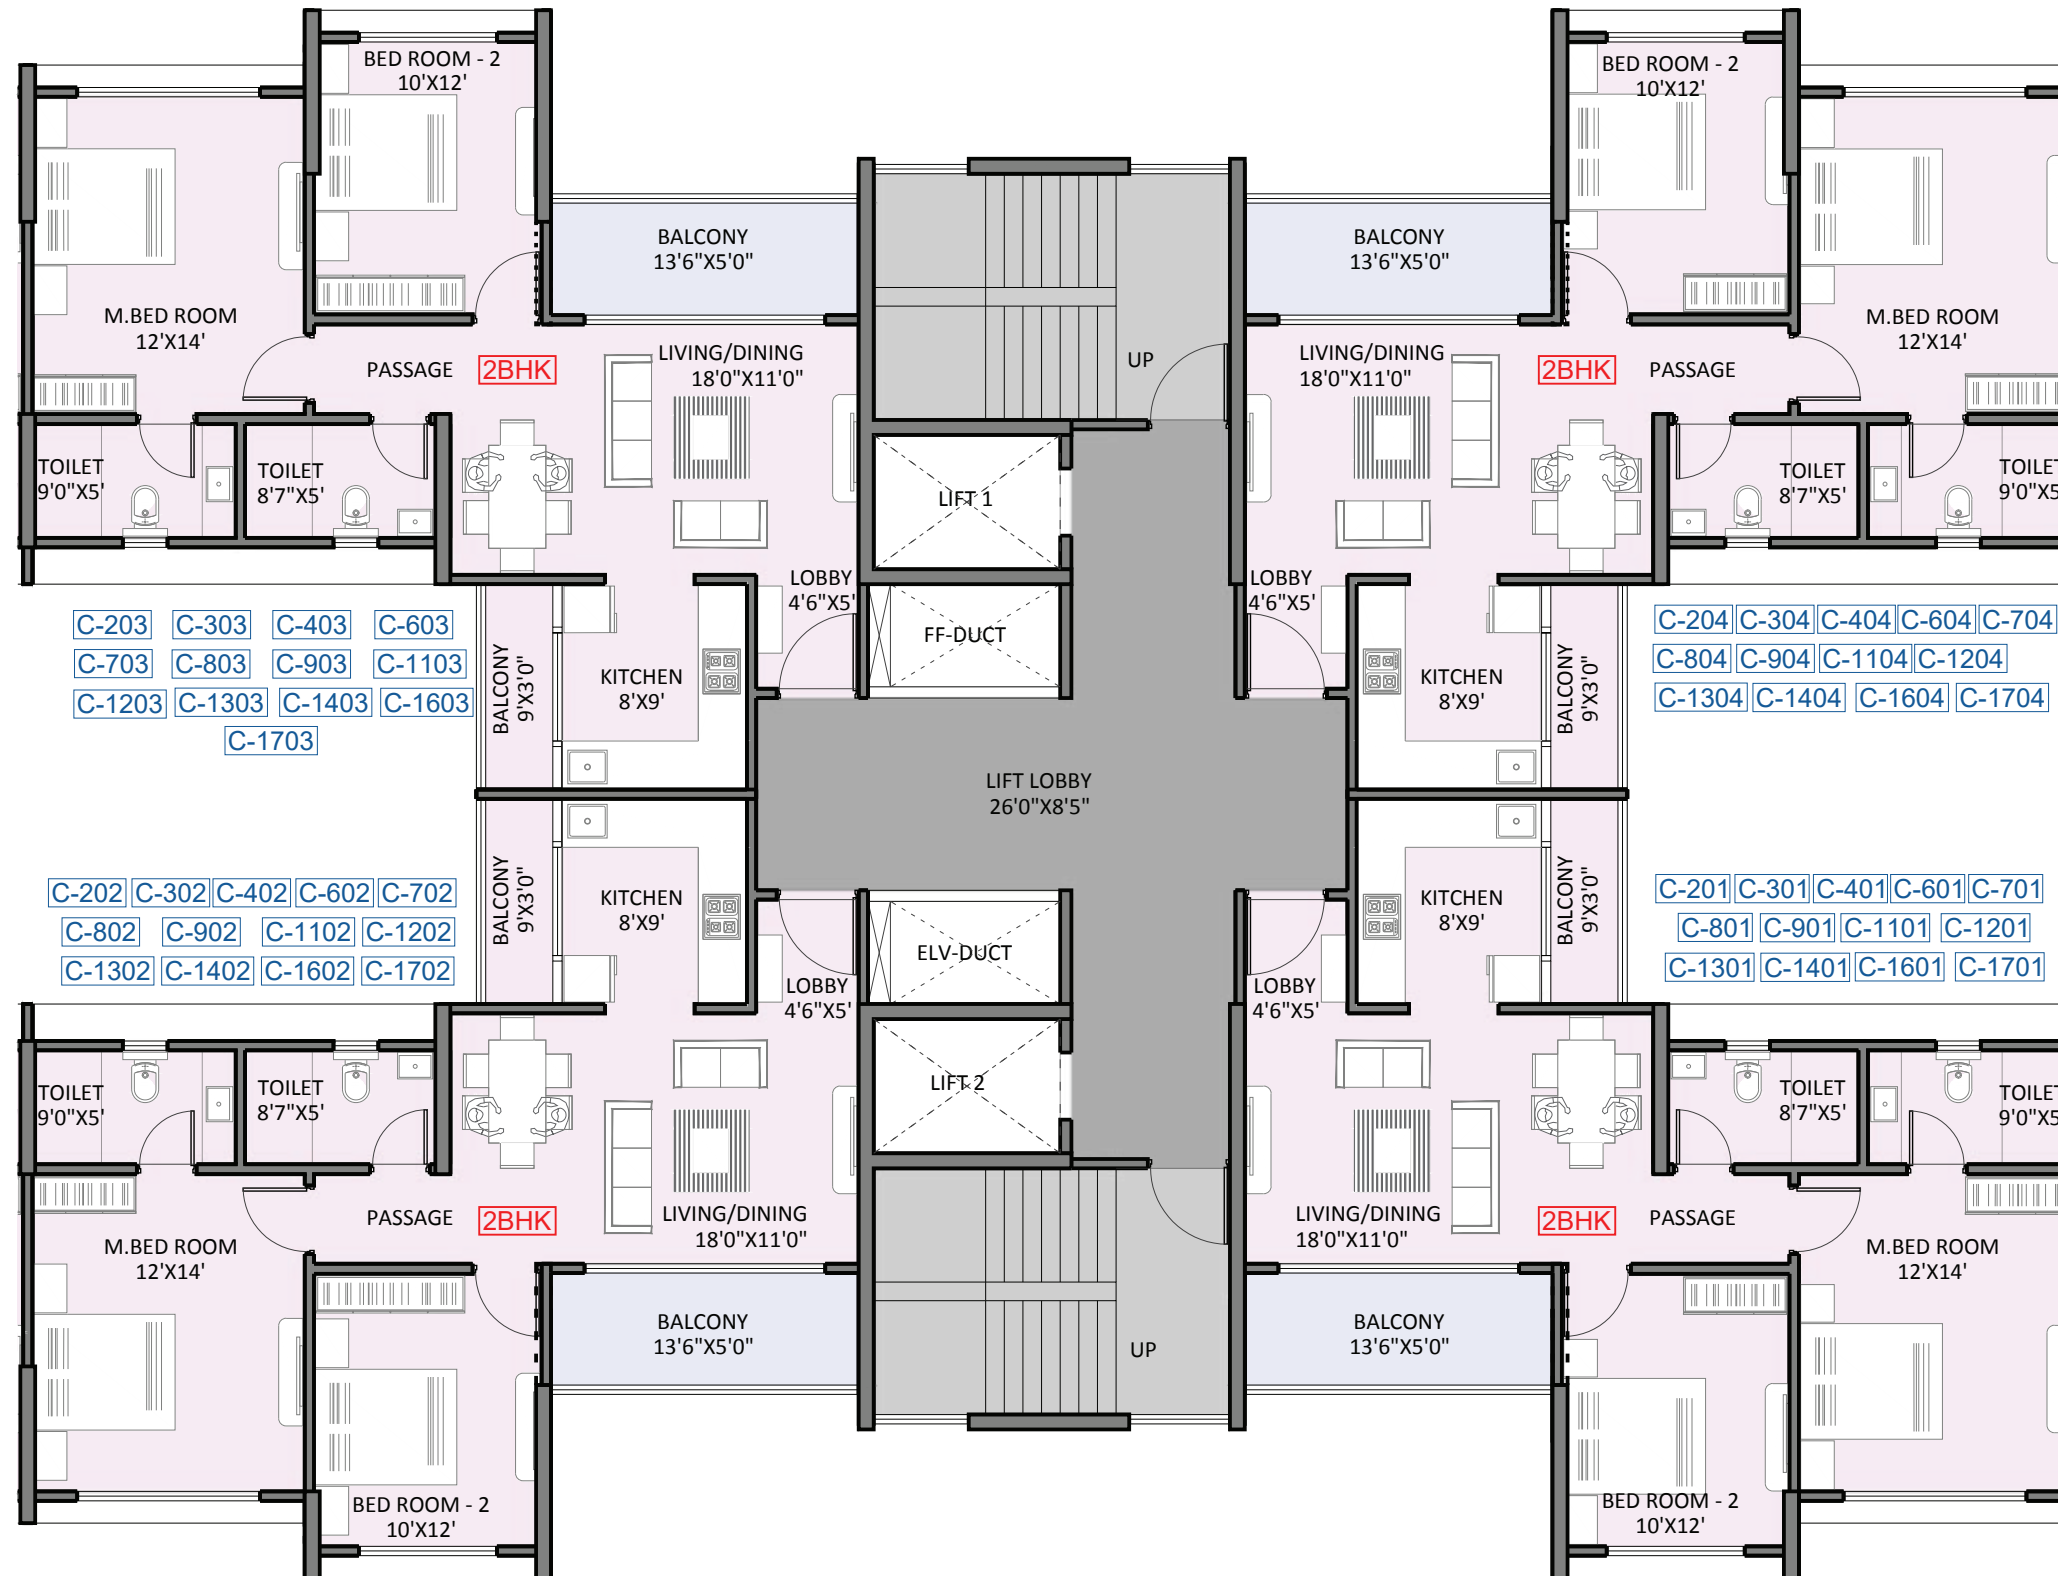 BED ROOM - 2
10'X12'
BED ROOM - 2
10'X12'
BALCONY
13'6"X5'0"
BALCONY
13'6"X5'0"
M.BED ROOM
12'X14'
M.BED ROOM
12'X14'
PASSAGE
2BHK
LIVING/DINING
18'0"X11'0"
UP
LIVING/DINING
18'0"X11'0"
2BHK
PASSAGE
TOILET
9'0"X5'
TOILET
8'7"X5'
LIFT 1
TOILET
8'7"X5'
TOILET
9'0"X5'
LOBBY
4'6"X5'
FF-DUCT
LOBBY
4'6"X5'
C-203 C-303 C-403 C-603
C-703 C-803 C-903 C-1103
C-1203 C-1303 C-1403 C-1603
C-1703
BALCONY
9'X3'0"
KITCHEN
8'X9'
KITCHEN
8'X9'
BALCONY
9'X3'0"
C-204 C-304 C-404 C-604 C-704
C-804 C-904 C-1104 C-1204
C-1304 C-1404 C-1604 C-1704
LIFT LOBBY
26'0"X8'5"
C-202 C-302 C-402 C-602 C-702
C-802 C-902 C-1102 C-1202
C-1302 C-1402 C-1602 C-1702
BALCONY
9'X3'0"
KITCHEN
8'X9'
KITCHEN
8'X9'
BALCONY
9'X3'0"
C-201 C-301 C-401 C-601 C-701
C-801 C-901 C-1101 C-1201
C-1301 C-1401 C-1601 C-1701
ELV-DUCT
LOBBY
4'6"X5'
LOBBY
4'6"X5'
TOILET
9'0"X5'
TOILET
8'7"X5'
LIFT 2
TOILET
8'7"X5'
TOILET
9'0"X5'
PASSAGE
2BHK
LIVING/DINING
18'0"X11'0"
LIVING/DINING
18'0"X11'0"
2BHK
PASSAGE
M.BED ROOM
12'X14'
M.BED ROOM
12'X14'
BALCONY
13'6"X5'0"
UP
BALCONY
13'6"X5'0"
BED ROOM - 2
10'X12'
BED ROOM - 2
10'X12'